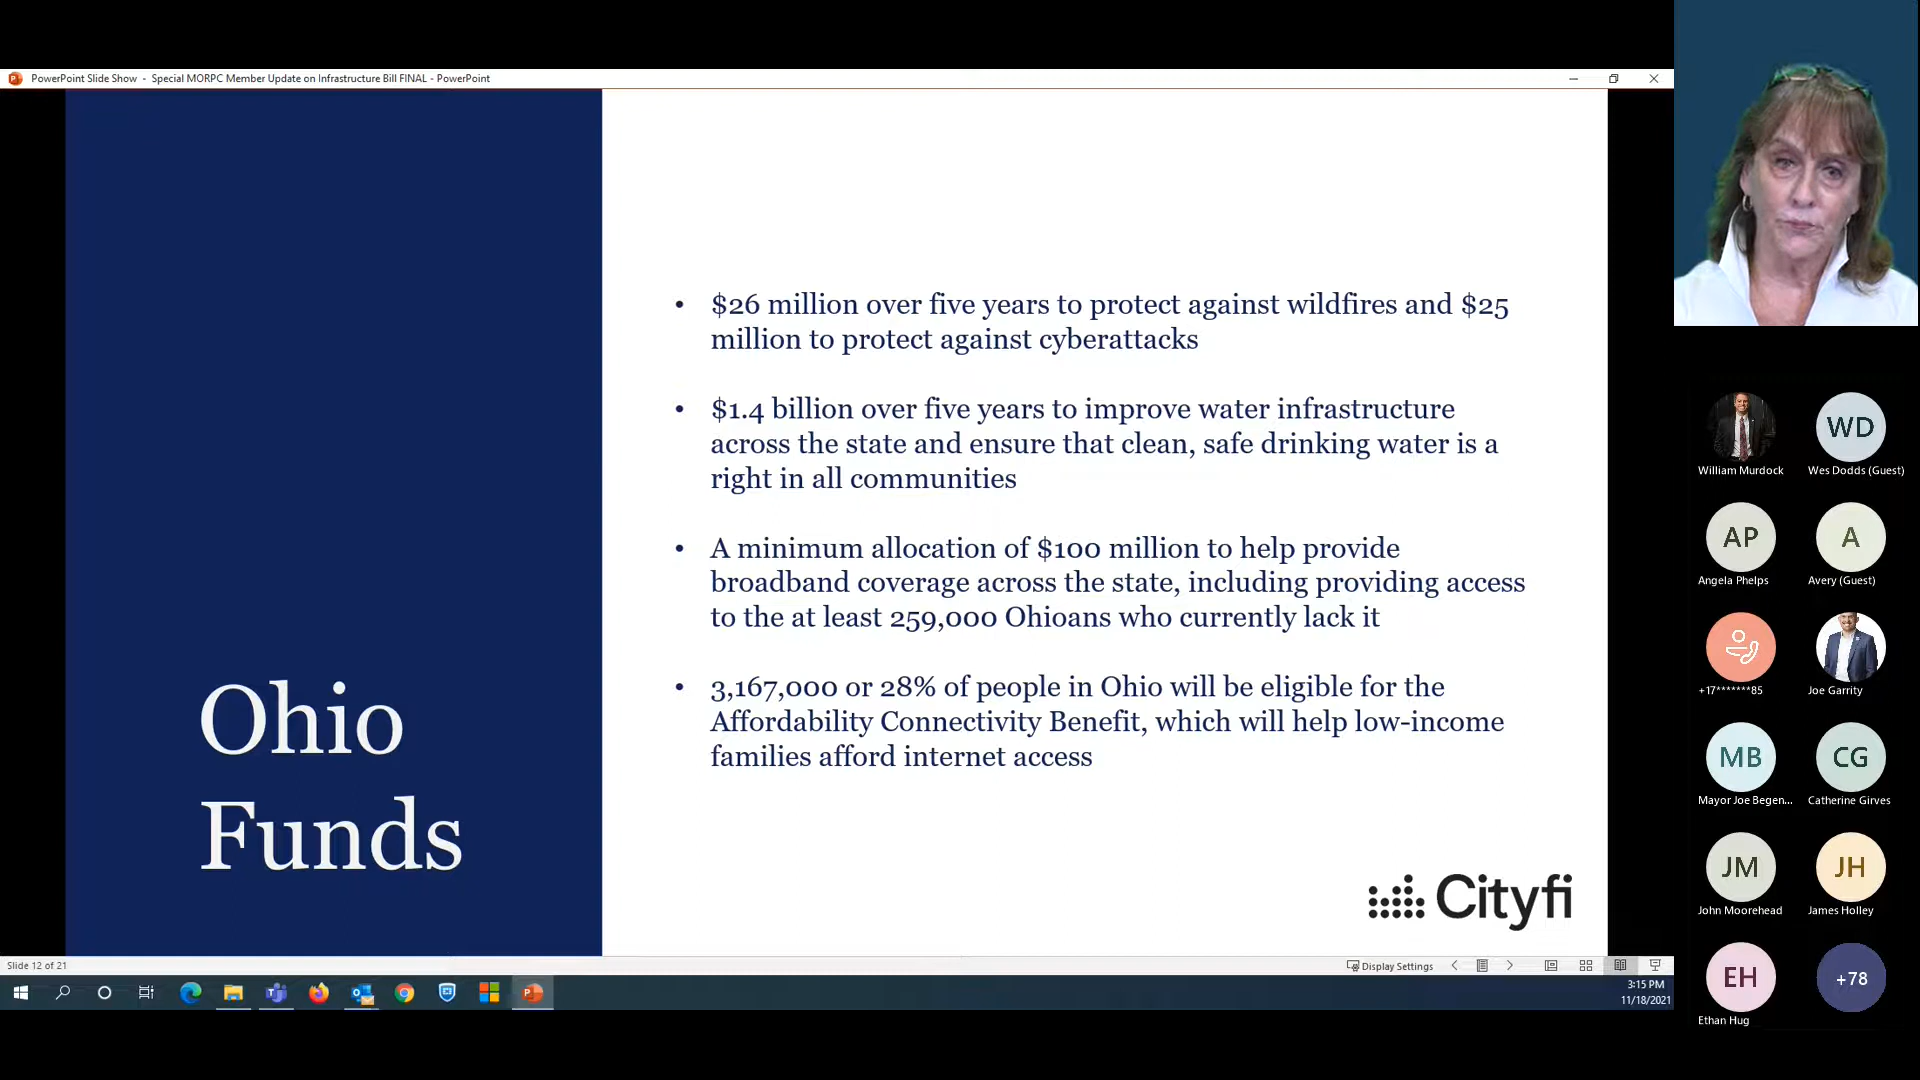 PowerPoint Slide Show - Special MORPC Member Update on Infrastructure Bill FINAL - PowerPoint
Ohio
Funds
• $26 million over five years to protect against wildfires and $25
million to protect against cyberattacks
• $1.4 billion over five years to improve water infrastructure
across the state and ensure that clean, safe drinking water is a
right in all communities
• A minimum allocation of $100 million to help provide
broadband coverage across the state, including providing access
to the at least 259,000 Ohioans who currently lack it
• 3,167,000 or 28% of people in Ohio will be eligible for the
Affordability Connectivity Benefit, which will help low-income
families afford internet access
Cityfi
Slide 12 of 21
Display Settings
3:15 PM
11/18/2021
William Murdock
WD
Wes Dodds (Guest)
AP
Angela Phelps
A
Avery (Guest)
+17*******85
Joe Garrity
MB
Mayor Joe Begen...
CG
Catherine Girves
JM
John Moorehead
JH
James Holley
EH
Ethan Hug
+78